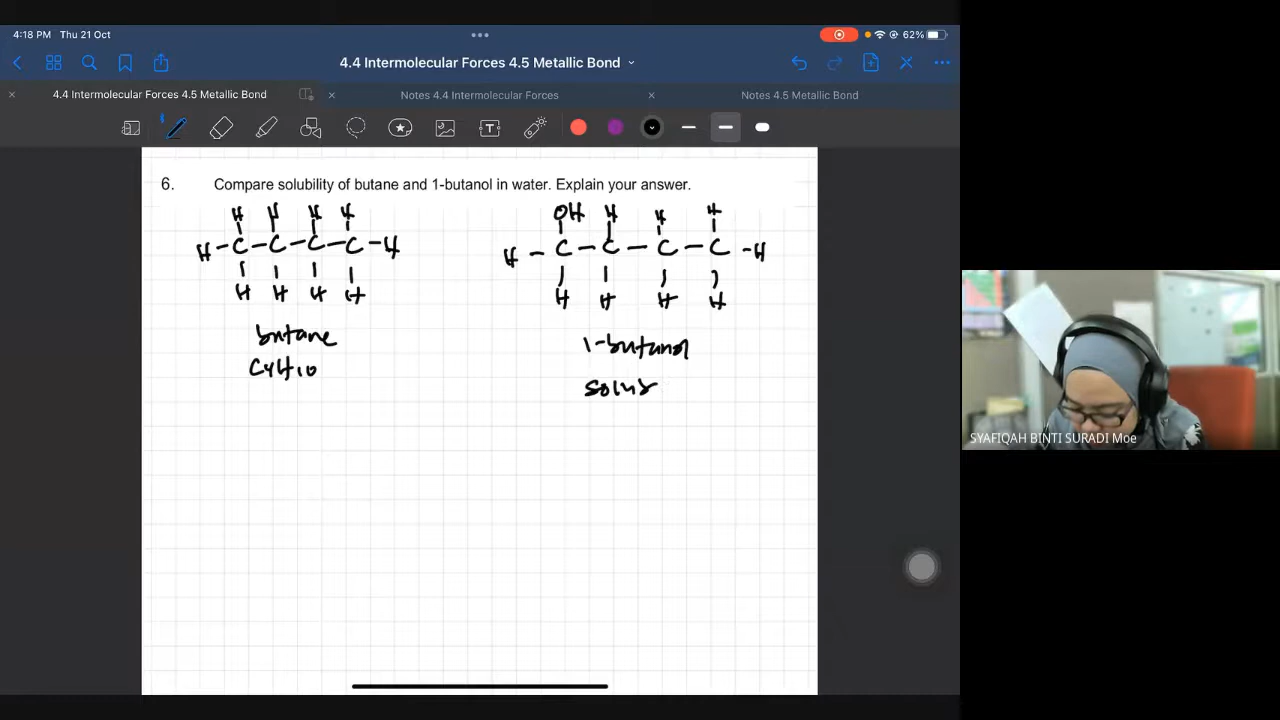 4:18 PM Thu 21 Oct
62%
4.4 Intermolecular Forces 4.5 Metallic Bond
4.4 Intermolecular Forces 4.5 Metallic Bond
Notes 4.4 Intermolecular Forces
Notes 4.5 Metallic Bond
6. Compare solubility of butane and 1-butanol in water. Explain your answer.
H H H H
H - C - C - C - C - H
H H H H
butane
C4H10
OH H H H
H - C - C - C - C - H
H H H H
1-butanol
solub
SYAFIQAH BINTI SURADI Moe